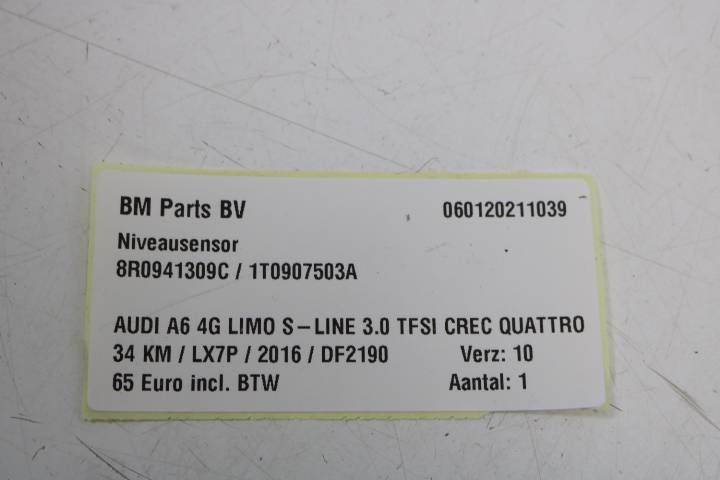 BM Parts BV 060120211039
Niveausensor
8R0941309C / 1T0907503A
AUDI A6 4G LIMO S-LINE 3.0 TFSI CREC QUATTRO
34 KM / LX7P / 2016 / DF2190 Verz: 10
65 Euro incl. BTW Aantal: 1